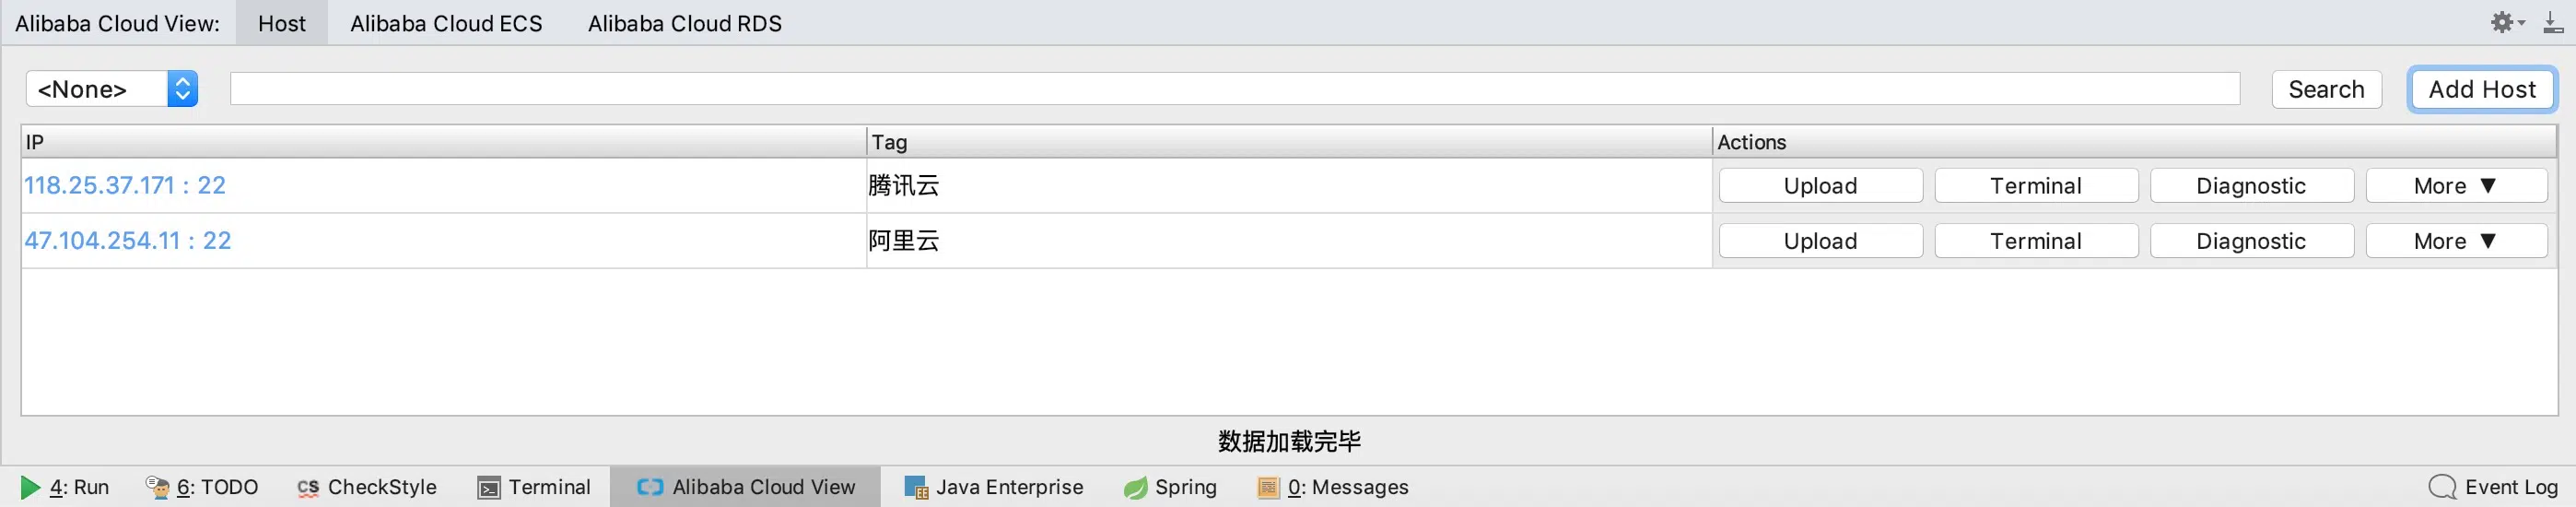 Alibaba Cloud View: Host Alibaba Cloud ECS Alibaba Cloud RDS
<None> Search Add Host
IP Tag Actions
118.25.37.171 : 22 腾讯云 Upload Terminal Diagnostic More ▼
47.104.254.11 : 22 阿里云 Upload Terminal Diagnostic More ▼
数据加载完毕
4: Run 6: TODO CS CheckStyle Terminal Alibaba Cloud View EE Java Enterprise Spring 0: Messages Event Log